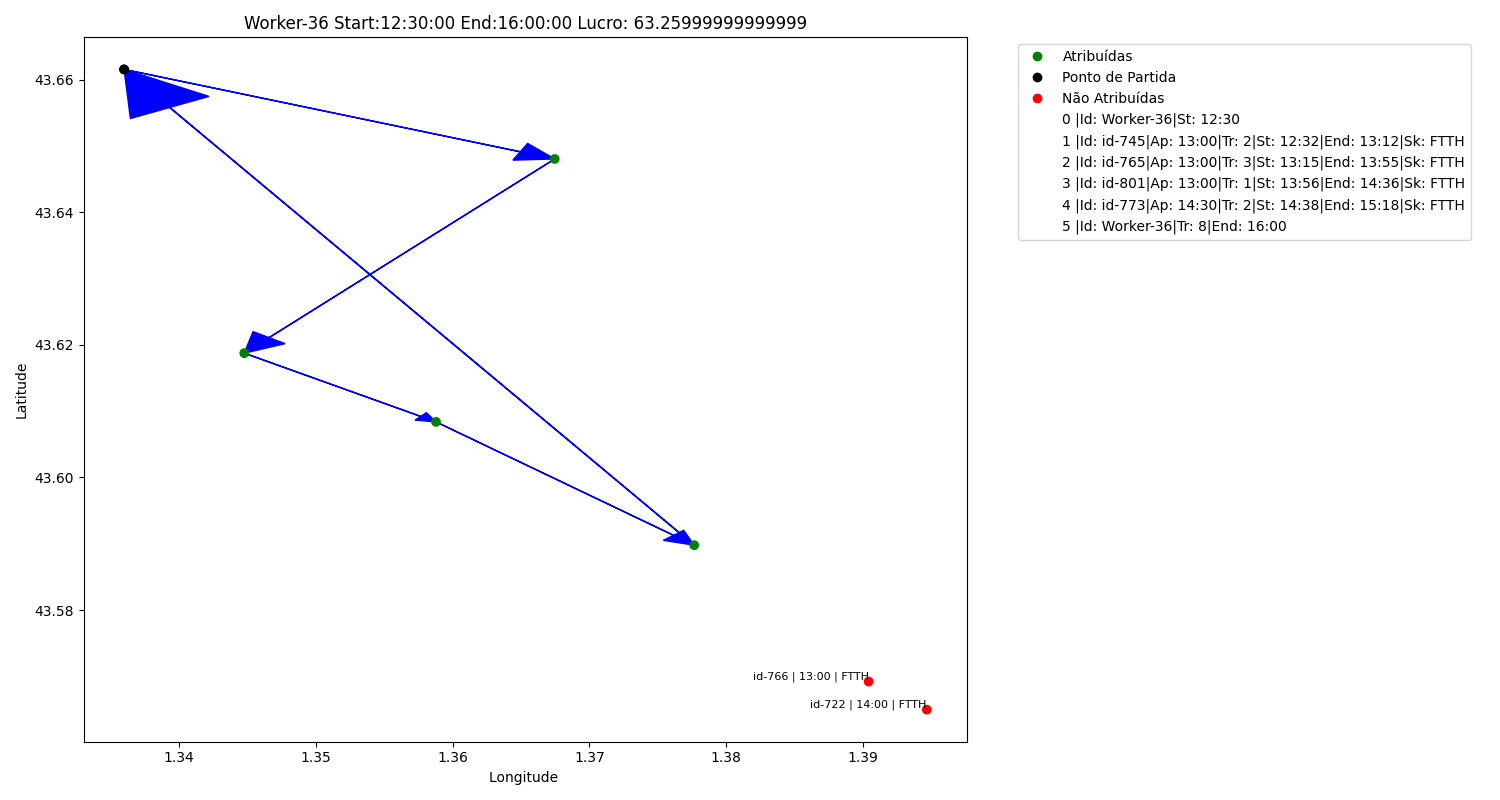 Worker-36 Start:12:30:00 End:16:00:00 Lucro: 63.25999999999999
43.66
43.64
43.62
43.60
43.58
Latitude
1.34 1.35 1.36 1.37 1.38 1.39
Longitude
id-766 | 13:00 | FTTH
id-722 | 14:00 | FTTH
Atribuídas
Ponto de Partida
Não Atribuídas
0 |Id: Worker-36|St: 12:30
1 |Id: id-745|Ap: 13:00|Tr: 2|St: 12:32|End: 13:12|Sk: FTTH
2 |Id: id-765|Ap: 13:00|Tr: 3|St: 13:15|End: 13:55|Sk: FTTH
3 |Id: id-801|Ap: 13:00|Tr: 1|St: 13:56|End: 14:36|Sk: FTTH
4 |Id: id-773|Ap: 14:30|Tr: 2|St: 14:38|End: 15:18|Sk: FTTH
5 |Id: Worker-36|Tr: 8|End: 16:00